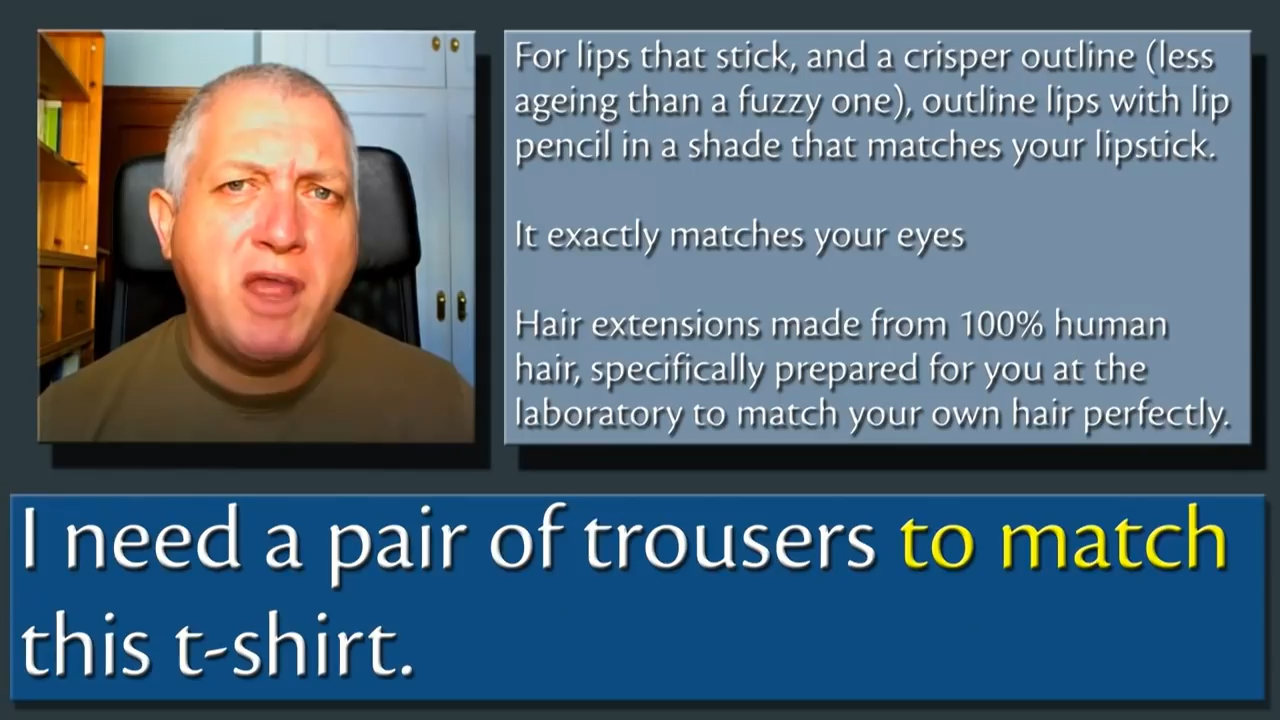 For lips that stick, and a crisper outline (less
ageing than a fuzzy one), outline lips with lip
pencil in a shade that matches your lipstick.
It exactly matches your eyes
Hair extensions made from 100% human
hair, specifically prepared for you at the
laboratory to match your own hair perfectly.
I need a pair of trousers to match
this t-shirt.